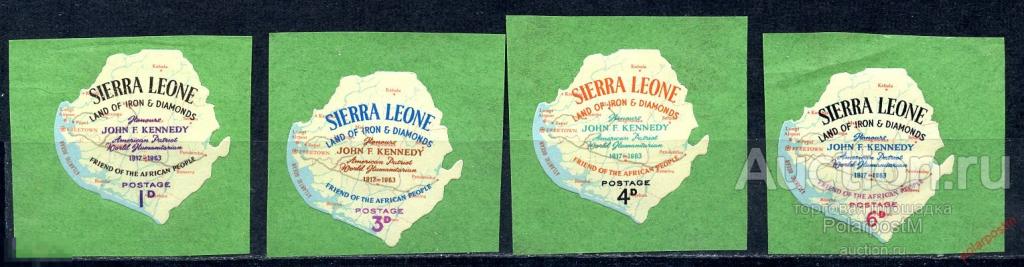 SIERRA LEONE
LAND OF IRON & DIAMONDS
Honours
JOHN F. KENNEDY
American Patriot
World Humanitarian
1917-1963
FRIEND OF THE AFRICAN PEOPLE
POSTAGE
1D
SIERRA LEONE
LAND OF IRON & DIAMONDS
Honours
JOHN F. KENNEDY
American Patriot
World Humanitarian
1917-1963
FRIEND OF THE AFRICAN PEOPLE
POSTAGE
3D
SIERRA LEONE
LAND OF IRON & DIAMONDS
Honours
JOHN F. KENNEDY
American Patriot
World Humanitarian
1917-1963
FRIEND OF THE AFRICAN PEOPLE
POSTAGE
4D
SIERRA LEONE
LAND OF IRON & DIAMONDS
Honours
JOHN F. KENNEDY
American Patriot
World Humanitarian
1917-1963
FRIEND OF THE AFRICAN PEOPLE
POSTAGE
6D
Auction.ru
торговая площадка
PolarpostM
auction.ru
polarpostm